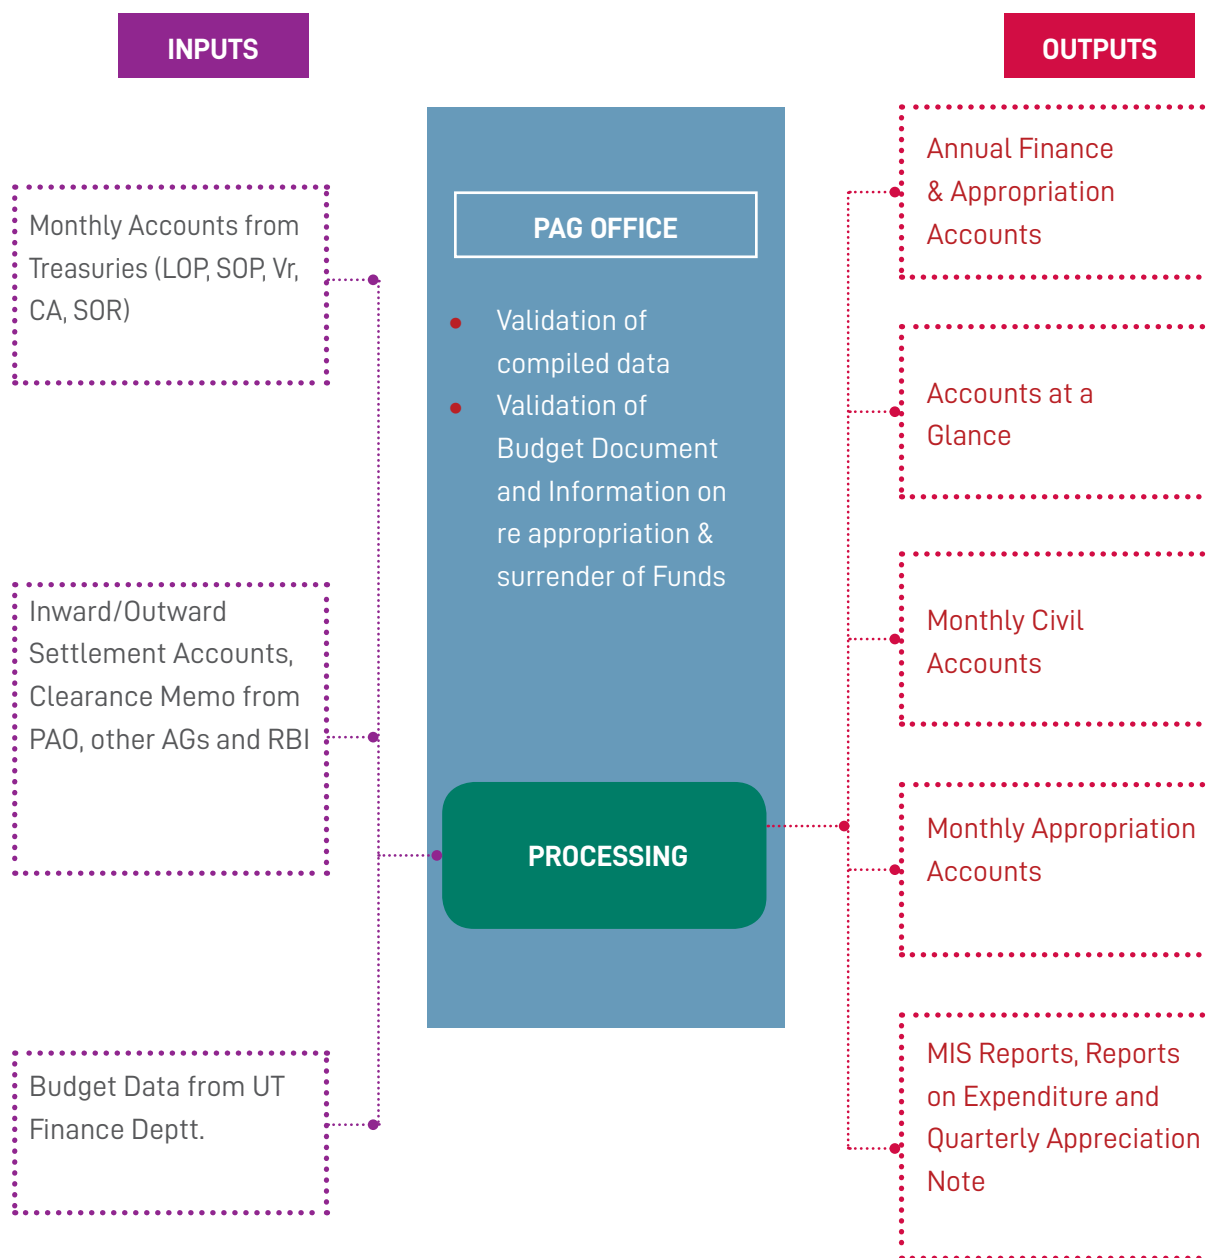 INPUTS
Monthly Accounts from
Treasuries (LOP, SOP, Vr,
CA, SOR)
Inward/Outward
Settlement Accounts,
Clearance Memo from
PAO, other AGs and RBI
Budget Data from UT
Finance Deptt.
PAG OFFICE
Validation of
compiled data
Validation of
Budget Document
and Information on
re appropriation &
surrender of Funds
PROCESSING
OUTPUTS
Annual Finance
& Appropriation
Accounts
Accounts at a
Glance
Monthly Civil
Accounts
Monthly Appropriation
Accounts
MIS Reports, Reports
on Expenditure and
Quarterly Appreciation
Note